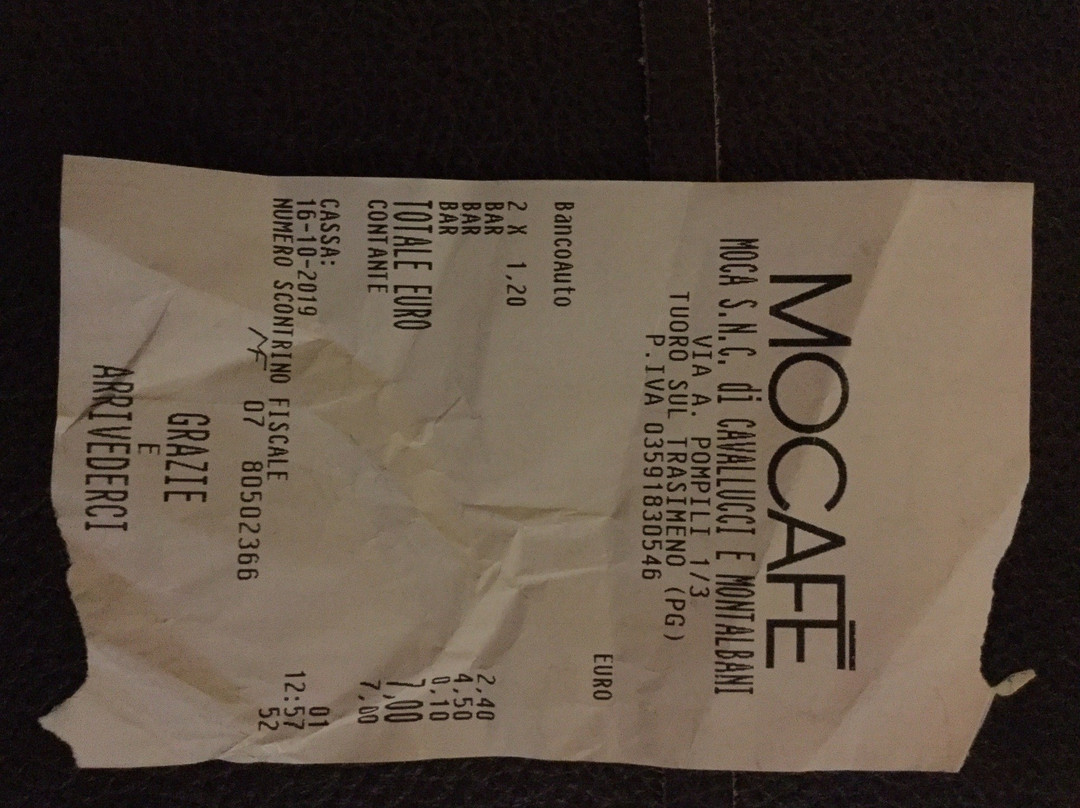 MOCAFĒ
MOCA S.N.C. di CAVALLUCCI E MONTALBANI
VIA A. POMPILI 1/3
TUORO SUL TRASIMENO (PG)
P.IVA 03591830546
EURO
BancoAuto
2 X 1,20
BAR 2,40
BAR 4,50
BAR 0,10
TOTALE EURO 7,00
CONTANTE 7,00
CASSA: 01
16-10-2019 12:57
NUMERO SCONTRINO FISCALE 52
MF 07 80502366
GRAZIE
E
ARRIVEDERCI